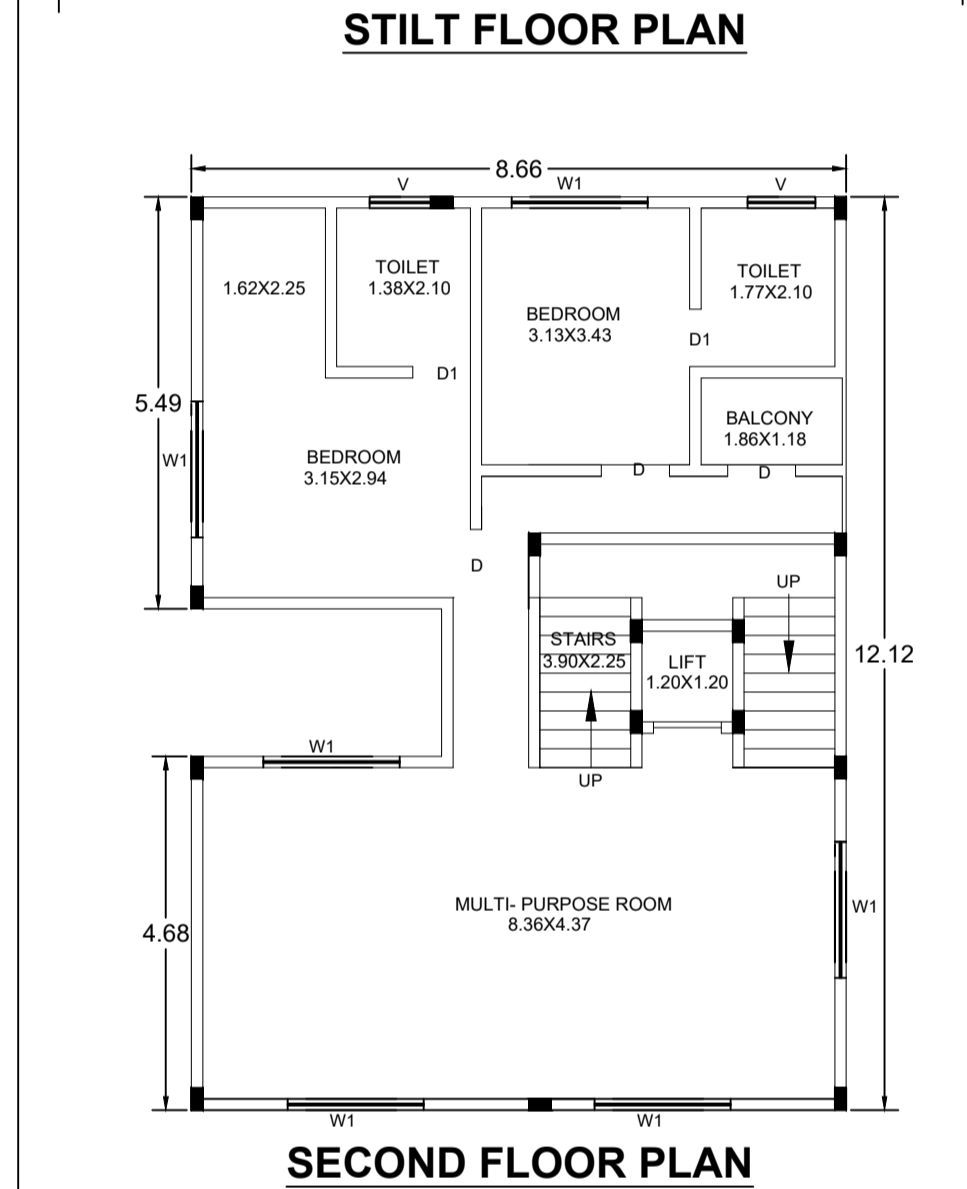 STILT FLOOR PLAN
8.66
V
W1
V
TOILET
1.38X2.10
TOILET
1.77X2.10
1.62X2.25
BEDROOM
3.13X3.43
D1
D1
5.49
BALCONY
1.86X1.18
W1
BEDROOM
3.15X2.94
D
D
D
UP
STAIRS
3.90X2.25
LIFT
1.20X1.20
12.12
W1
UP
MULTI- PURPOSE ROOM
8.36X4.37
W1
4.68
W1
W1
SECOND FLOOR PLAN